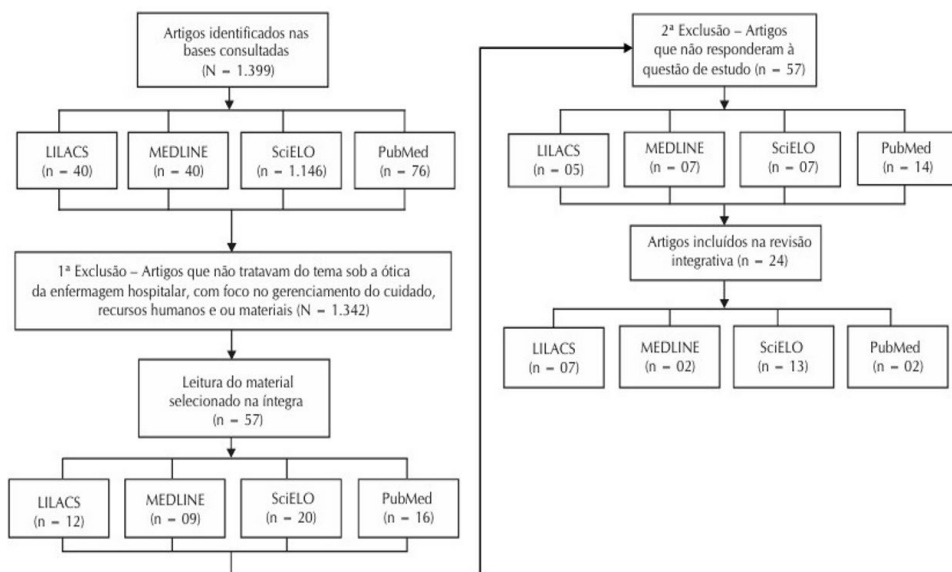 Artigos identificados nas
bases consultadas
(N = 1.399)
LILACS
(n = 40)
MEDLINE
(n = 40)
SciELO
(n = 1.146)
PubMed
(n = 76)
1ª Exclusão – Artigos que não tratavam do tema sob a ótica
da enfermagem hospitalar, com foco no gerenciamento do cuidado,
recursos humanos e ou materiais (N = 1.342)
Leitura do material
selecionado na íntegra
(n = 57)
LILACS
(n = 12)
MEDLINE
(n = 09)
SciELO
(n = 20)
PubMed
(n = 16)
2ª Exclusão – Artigos
que não responderam à
questão de estudo (n = 57)
LILACS
(n = 05)
MEDLINE
(n = 07)
SciELO
(n = 07)
PubMed
(n = 14)
Artigos incluídos na revisão
integrativa (n = 24)
LILACS
(n = 07)
MEDLINE
(n = 02)
SciELO
(n = 13)
PubMed
(n = 02)